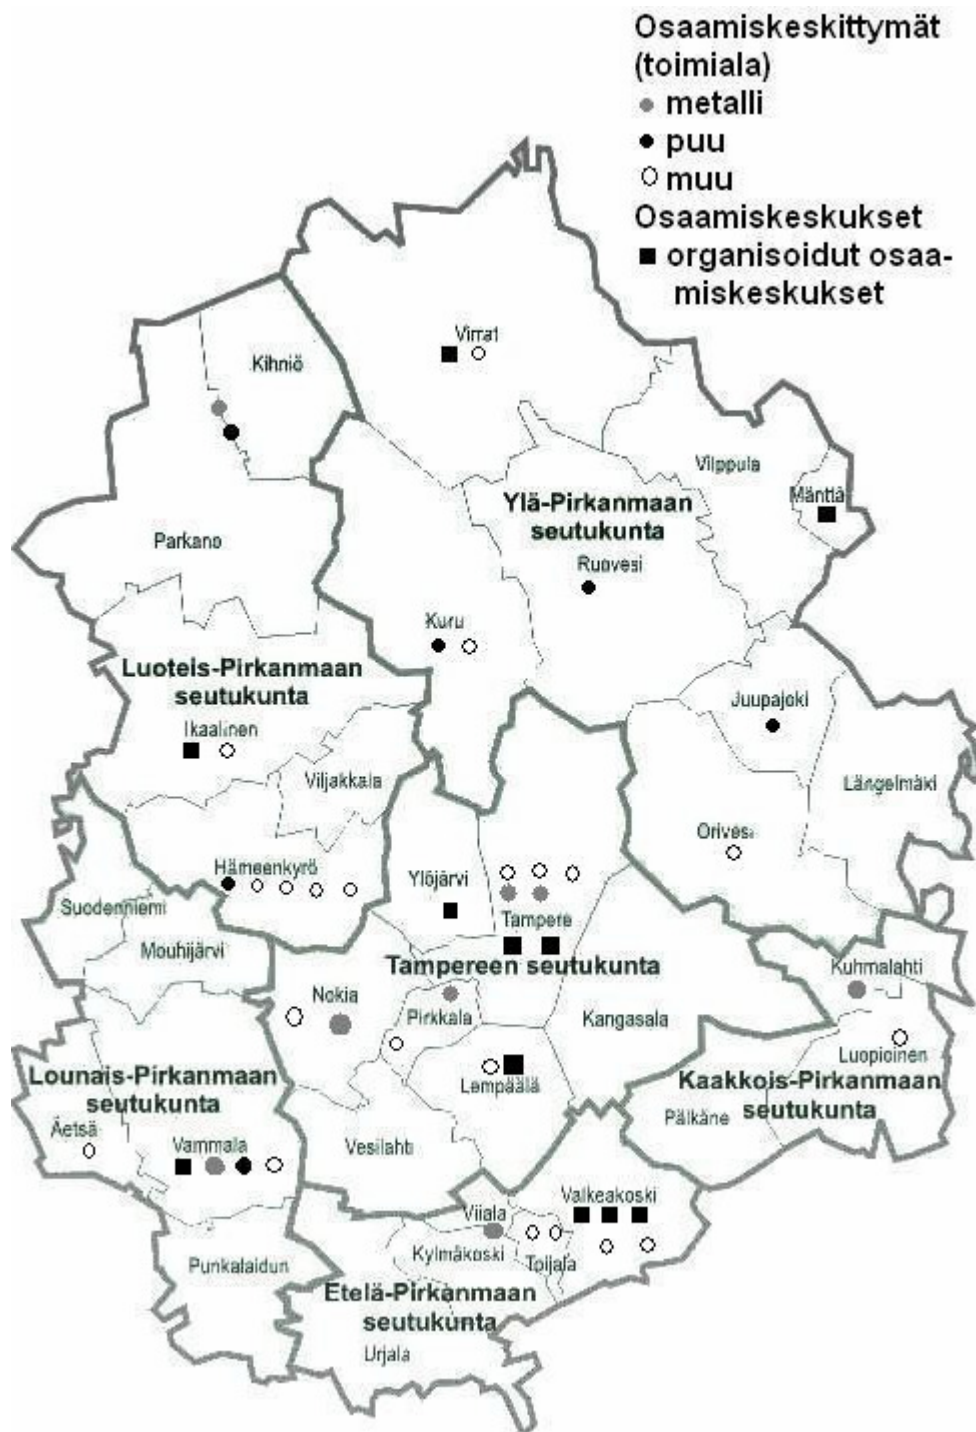 Osaamiskeskittymät
(toimiala)
metalli
puu
muu
Osaamiskeskukset
organisoidut osaa-
miskeskukset
Virrat
Kihniö
Vilppula
Mänttä
Ylä-Pirkanmaan
seutukunta
Parkano
Ruovesi
Kuru
Luoteis-Pirkanmaan
seutukunta
Ikaalinen
Juupajoki
Viljakkala
Längelmäki
Orivesi
Hämeenkyrö
Ylöjärvi
Suodenniemi
Tampere
Mouhijärvi
Tampereen seutukunta
Kuhmalahti
Nokia
Pirkkala
Kangasala
Luopioinen
Lounais-Pirkanmaan
seutukunta
Lempäälä
Kaakkois-Pirkanmaan
seutukunta
Pälkäne
Äetsä
Vammala
Vesilahti
Valkeakoski
Viiala
Kylmäkoski
Toijala
Punkalaidun
Etelä-Pirkanmaan
seutukunta
Urjala